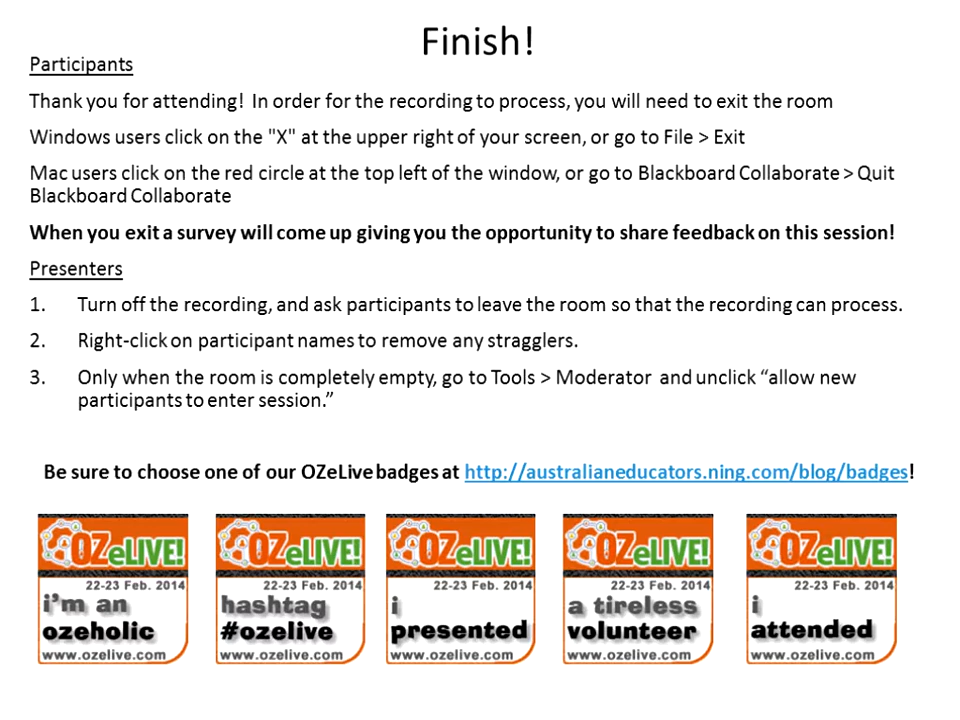 Finish!
Participants
Thank you for attending! In order for the recording to process, you will need to exit the room
Windows users click on the "X" at the upper right of your screen, or go to File > Exit
Mac users click on the red circle at the top left of the window, or go to Blackboard Collaborate > Quit
Blackboard Collaborate
When you exit a survey will come up giving you the opportunity to share feedback on this session!
Presenters
1. Turn off the recording, and ask participants to leave the room so that the recording can process.
2. Right-click on participant names to remove any stragglers.
3. Only when the room is completely empty, go to Tools > Moderator and unclick “allow new
participants to enter session.”
Be sure to choose one of our OZeLive badges at http://australianeducators.ning.com/blog/badges!
OZeLIVE!
22-23 Feb. 2014
i'm an
ozeholic
www.ozelive.com
OZeLIVE!
22-23 Feb. 2014
hashtag
#ozelive
www.ozelive.com
OZeLIVE!
22-23 Feb. 2014
i
presented
www.ozelive.com
OZeLIVE!
22-23 Feb. 2014
a tireless
volunteer
www.ozelive.com
OZeLIVE!
22-23 Feb. 2014
i
attended
www.ozelive.com